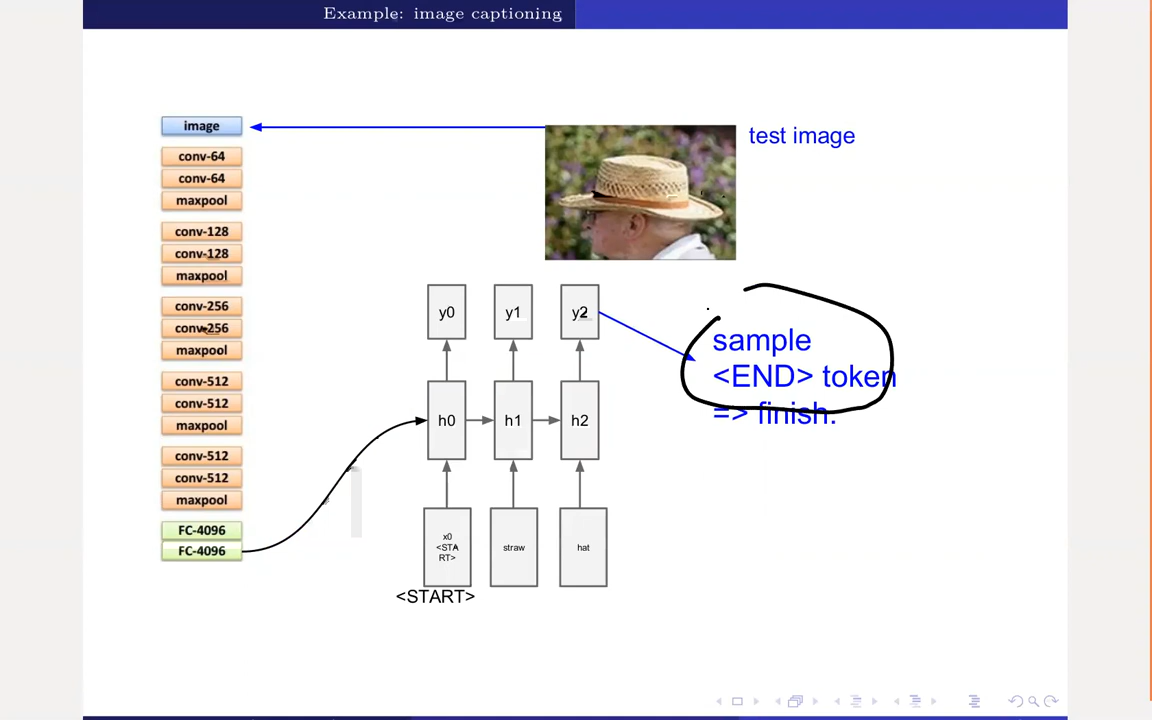 Example: image captioning
image
test image
conv-64
conv-64
maxpool
conv-128
conv-128
maxpool
conv-256
conv-256
maxpool
conv-512
conv-512
maxpool
conv-512
conv-512
maxpool
FC-4096
FC-4096
y0
y1
y2
sample
<END> token
=> finish.
h0
h1
h2
x0
<STA
RT>
straw
hat
<START>